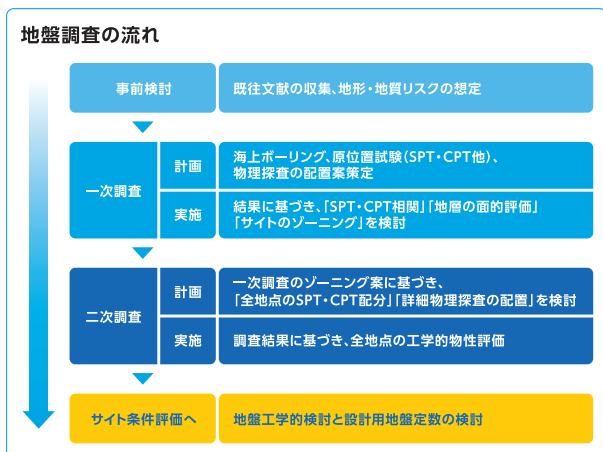 地盤調査の流れ
事前検討
既往文献の収集、地形・地質リスクの想定
一次調査
計画
海上ボーリング、原位置試験(SPT・CPT他)、
物理探査の配置案策定
実施
結果に基づき、「SPT・CPT相関」「地層の面的評価」
「サイトのゾーニング」を検討
二次調査
計画
一次調査のゾーニング案に基づき、
「全地点のSPT・CPT配分」「詳細物理探査の配置」を検討
実施
調査結果に基づき、全地点の工学的物性評価
サイト条件評価へ
地盤工学的検討と設計用地盤定数の検討